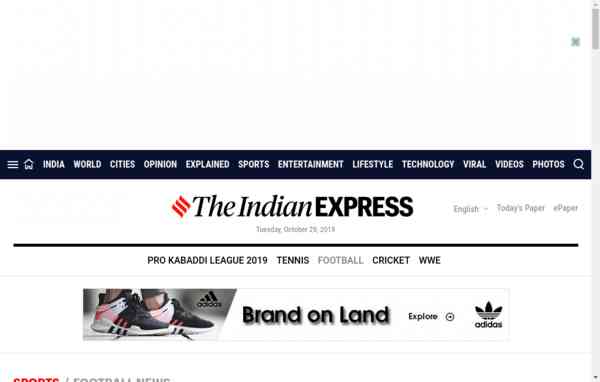 INDIA WORLD CITIES OPINION EXPLAINED SPORTS ENTERTAINMENT LIFESTYLE TECHNOLOGY VIRAL VIDEOS PHOTOS
The Indian EXPRESS
English Today's Paper ePaper
Tuesday, October 29, 2019
PRO KABADDI LEAGUE 2019 TENNIS FOOTBALL CRICKET WWE
adidas
Brand on Land
Explore
adidas
SPORTS / FOOTBALL NEWS